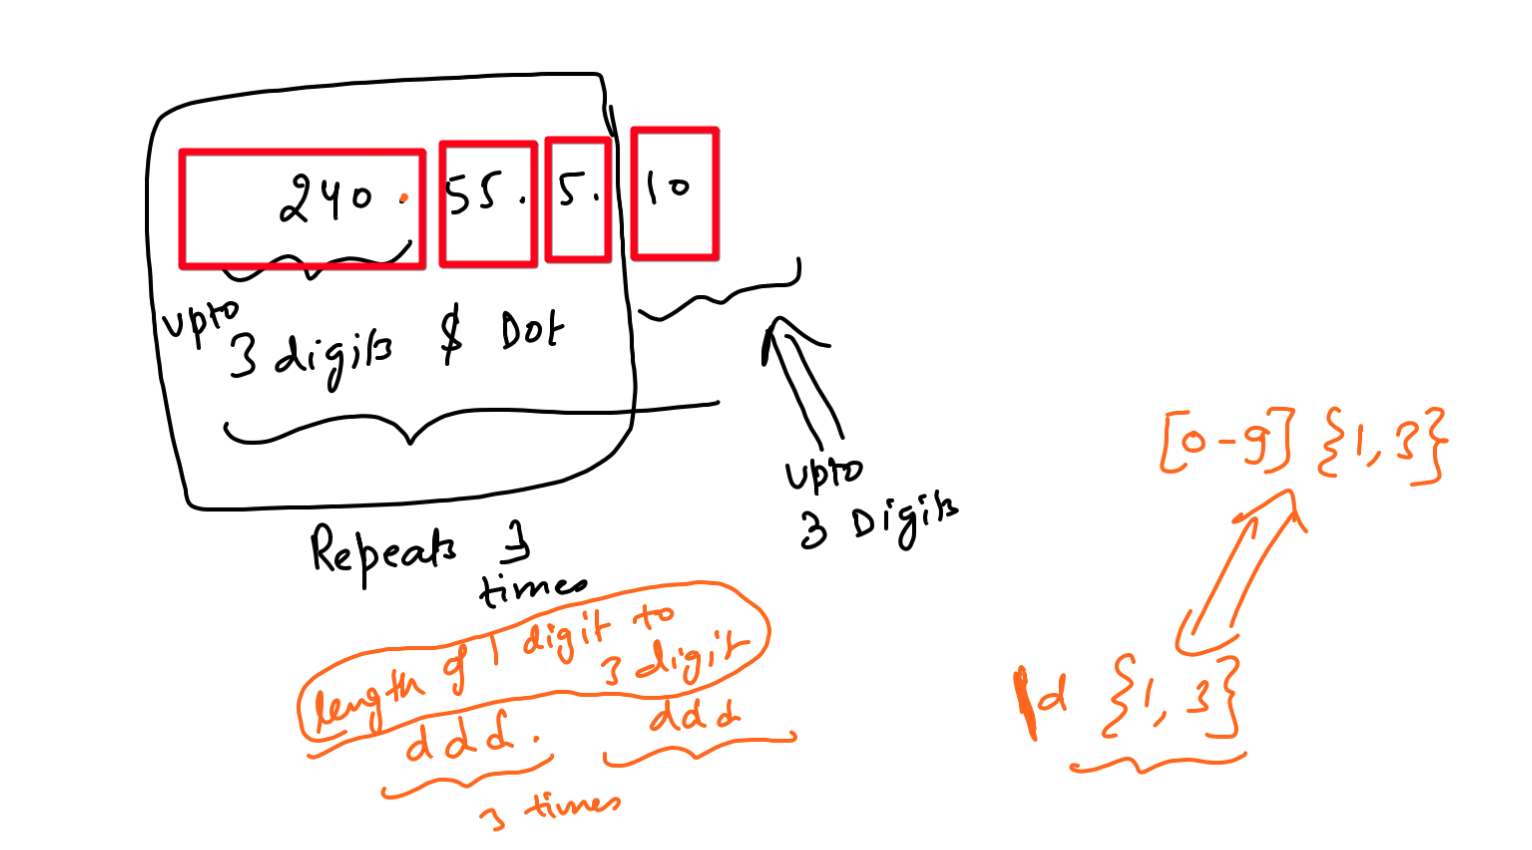 240. 55. 5. 10
upto
3 digits $ Dot
[0-9] {1,3}
upto
3 Digits
Repeats 3
times
length of 1 digit to
3 digit
\d {1,3}
ddd. ddd
3 times